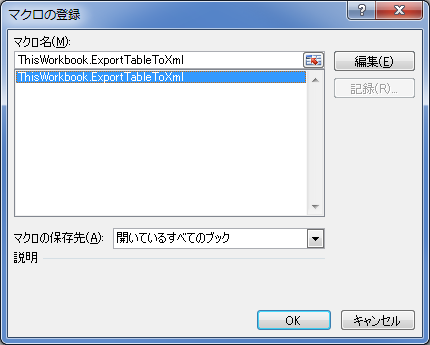 マクロの登録
マクロ名(M):
ThisWorkbook.ExportTableToXml
ThisWorkbook.ExportTableToXml
編集(E)
記録(R)...
マクロの保存先(A):
開いているすべてのブック
説明
OK
キャンセル